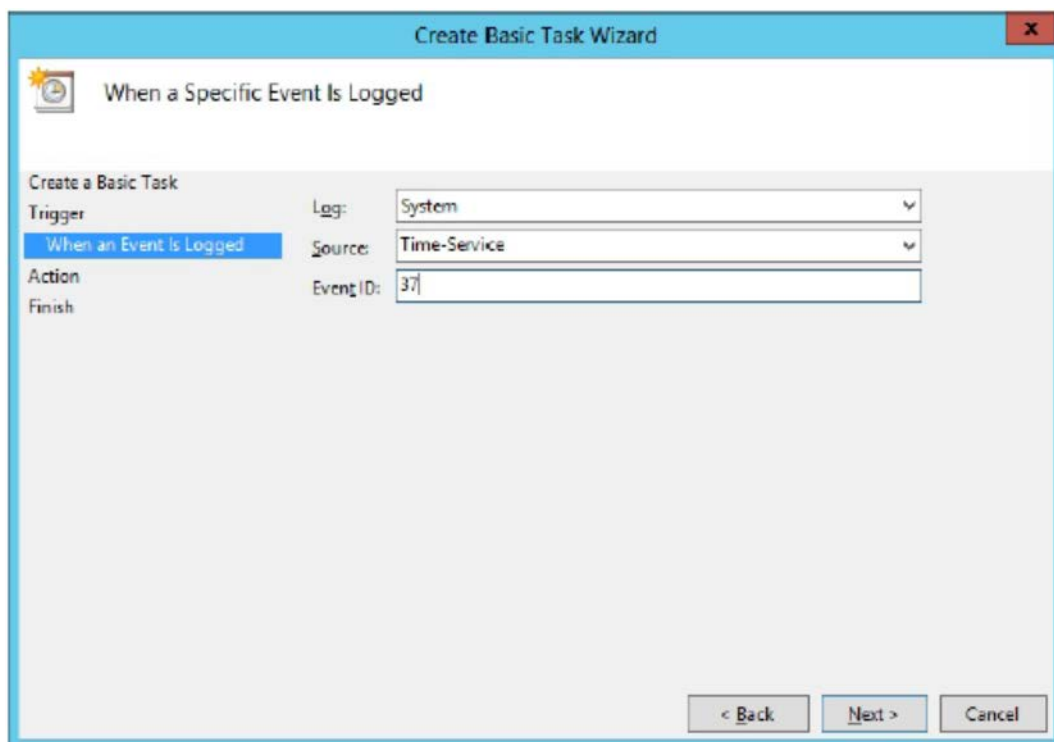 Create Basic Task Wizard
x
When a Specific Event Is Logged
Create a Basic Task
Trigger
When an Event Is Logged
Action
Finish
Log: System
Source: Time-Service
Event ID: 37
< Back Next > Cancel